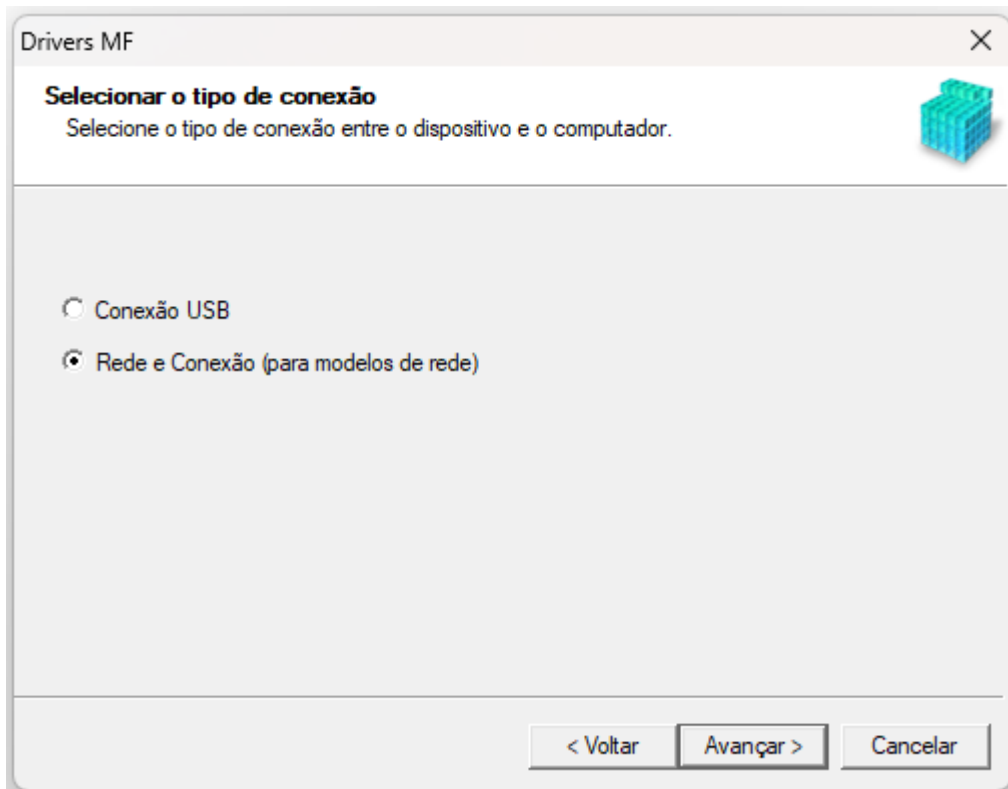 Drivers MF
Selecionar o tipo de conexão
Selecione o tipo de conexão entre o dispositivo e o computador.
Conexão USB
Rede e Conexão (para modelos de rede)
< Voltar
Avançar >
Cancelar